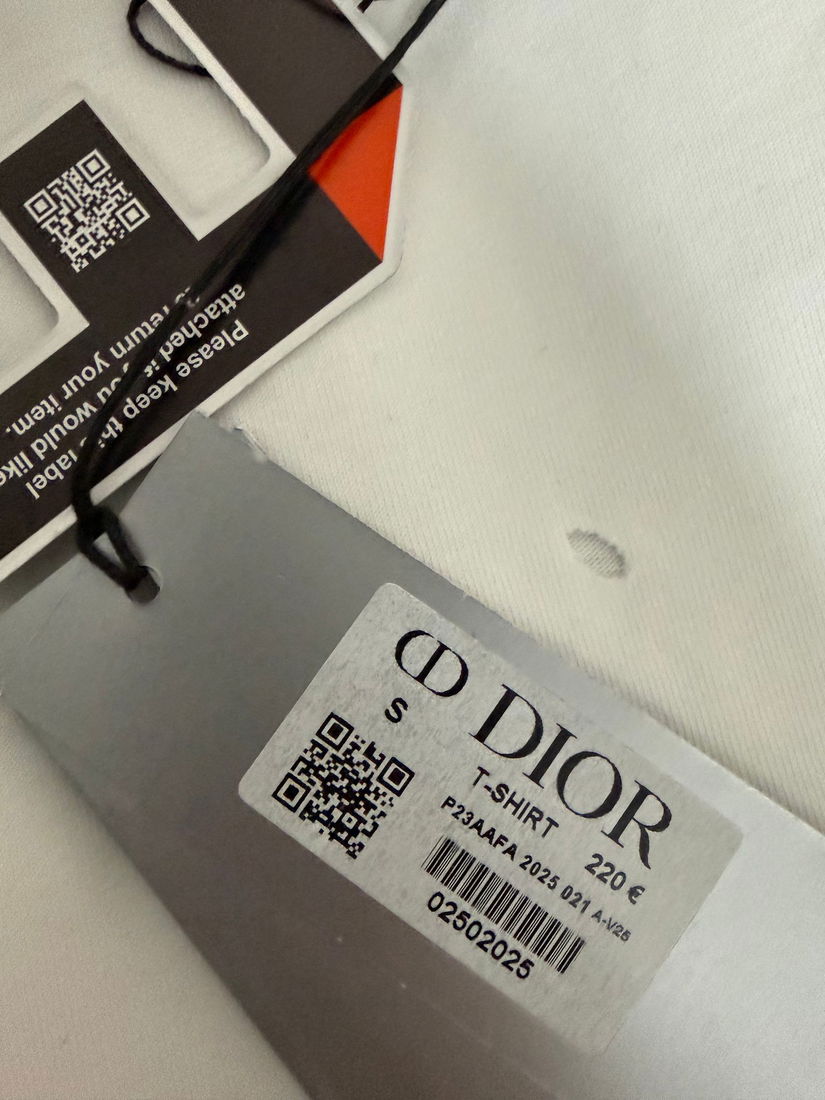 Please keep this label
attached if you would like
to return your item.
CD DIOR
S
T-SHIRT
220 €
P23AAFA 2025 021 A-V25
02502025